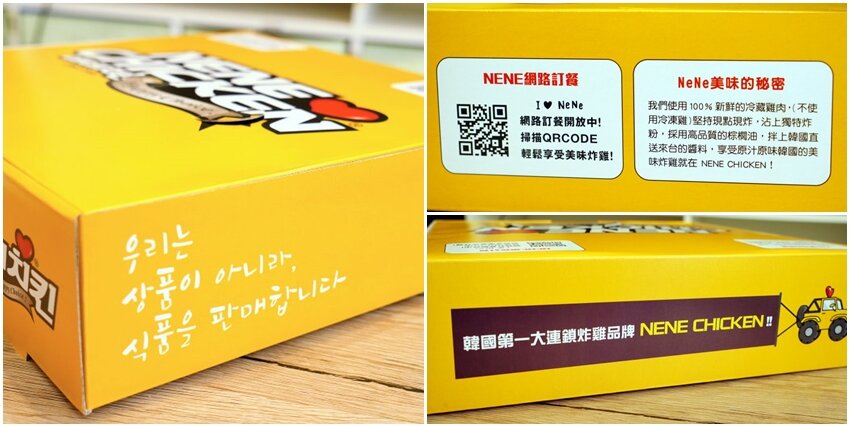 NENE
CHICKEN
우리는
상품이 아니라,
식품을 판매합니다
치킨
NENE網路訂餐
I ♥ NeNe
網路訂餐開放中!
掃描QRCODE
輕鬆享受美味炸雞!
NeNe美味的秘密
我們使用100%新鮮的冷藏雞肉,(不使
用冷凍雞)堅持現點現炸,沾上獨特炸
粉,採用高品質的棕櫚油,拌上韓國直
送來台的醬料,享受原汁原味韓國的美
味炸雞就在 NENE CHICKEN!
韓國第一大連鎖炸雞品牌 NENE CHICKEN!!